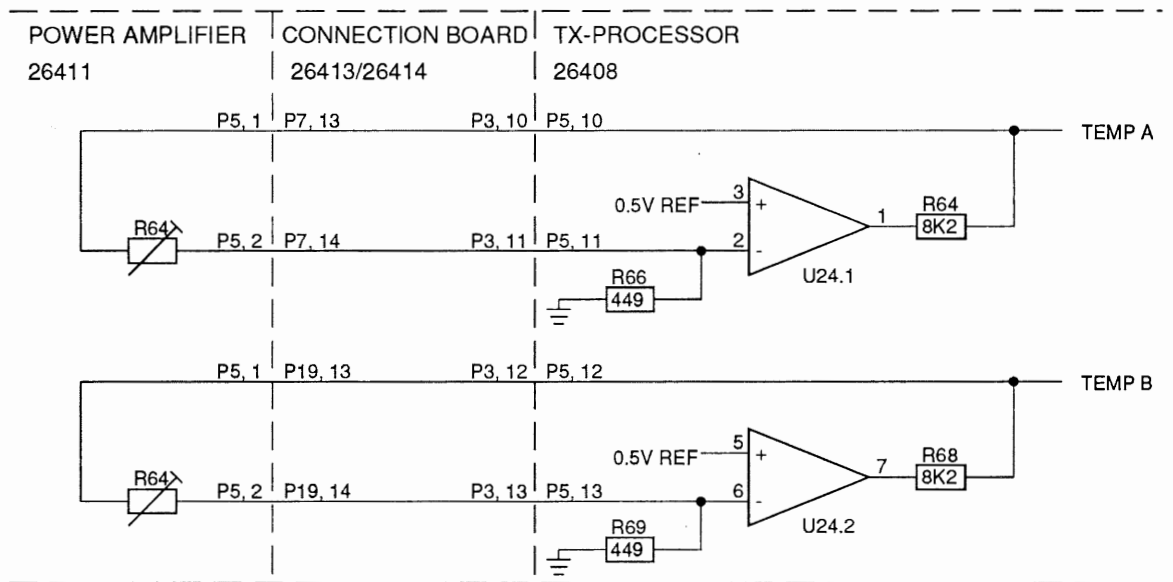 POWER AMPLIFIER
26411
CONNECTION BOARD
26413/26414
TX-PROCESSOR
26408
P5, 1 P7, 13 P3, 10 P5, 10
TEMP A
R64
P5, 2 P7, 14 P3, 11 P5, 11
0.5V REF 3
+
2
-
1
R64
8K2
U24.1
R66
449
P5, 1 P19, 13 P3, 12 P5, 12
TEMP B
R64
P5, 2 P19, 14 P3, 13 P5, 13
0.5V REF 5
+
6
-
7
R68
8K2
U24.2
R69
449